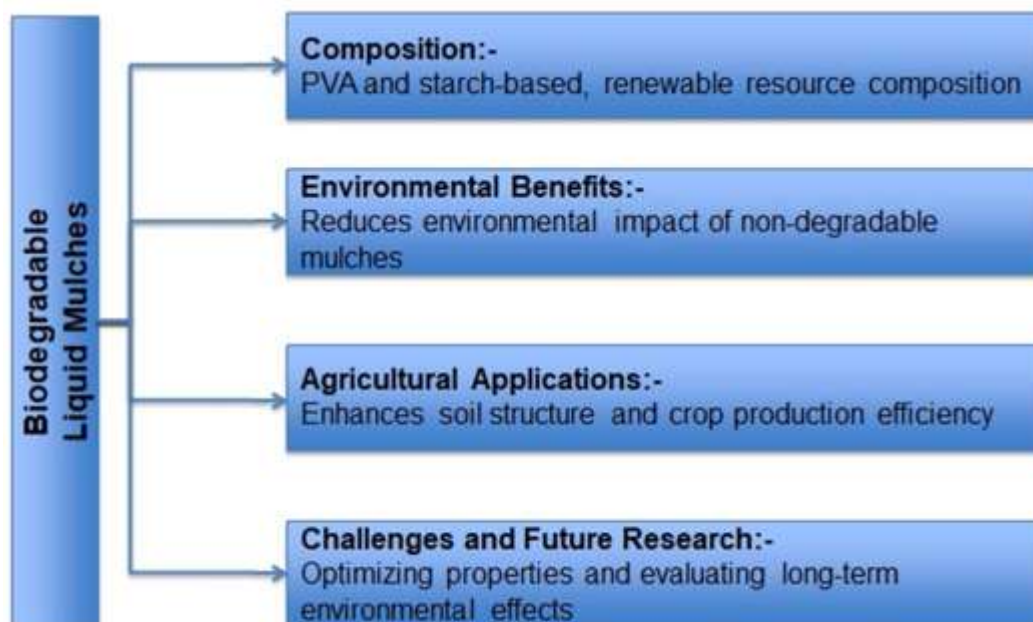 Biodegradable
Liquid Mulches
Composition:-
PVA and starch-based, renewable resource composition
Environmental Benefits:-
Reduces environmental impact of non-degradable
mulches
Agricultural Applications:-
Enhances soil structure and crop production efficiency
Challenges and Future Research:-
Optimizing properties and evaluating long-term
environmental effects